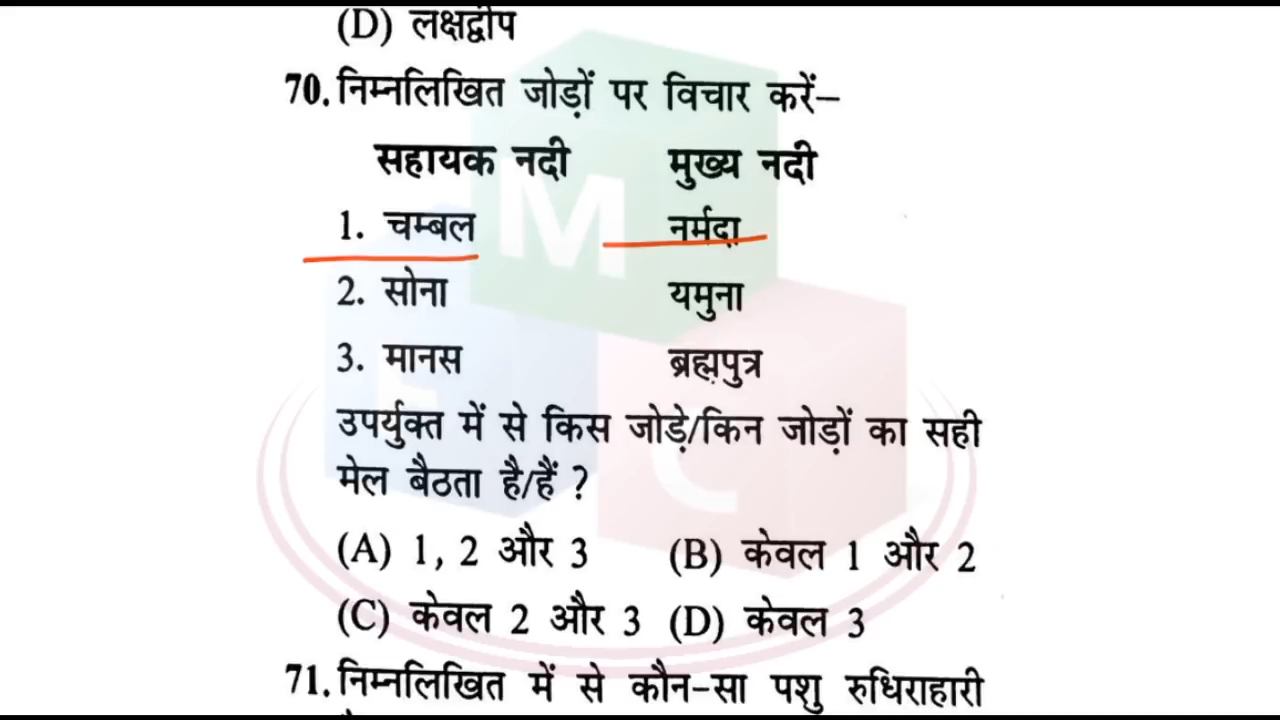 (D) लक्षद्वीप
70. निम्नलिखित जोड़ों पर विचार करें–
सहायक नदी मुख्य नदी
1. चम्बल नर्मदा
2. सोना यमुना
3. मानस ब्रह्मपुत्र
उपर्युक्त में से किस जोड़े/किन जोड़ों का सही
मेल बैठता है/हैं ?
(A) 1, 2 और 3 (B) केवल 1 और 2
(C) केवल 2 और 3 (D) केवल 3
71. निम्नलिखित में से कौन-सा पशु रुधिराहारी
M
C